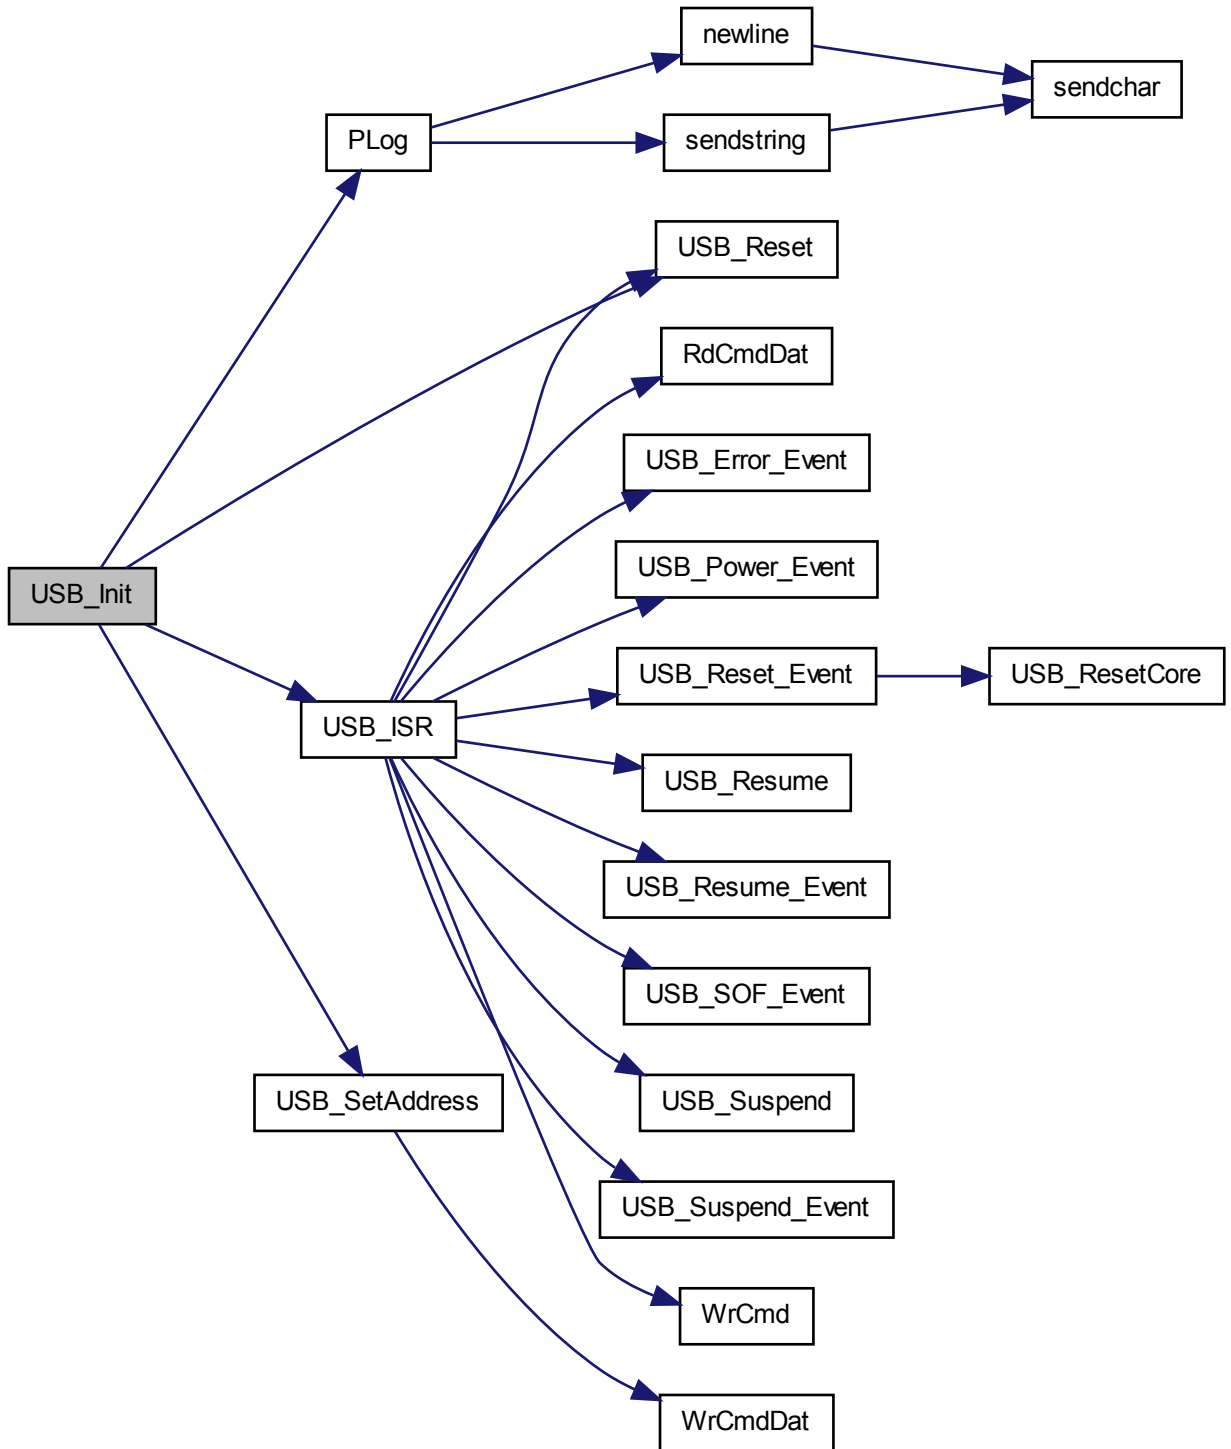 newline
sendchar
PLog
sendstring
USB_Reset
RdCmdDat
USB_Error_Event
USB_Power_Event
USB_Init
USB_Reset_Event
USB_ResetCore
USB_ISR
USB_Resume
USB_Resume_Event
USB_SOF_Event
USB_SetAddress
USB_Suspend
USB_Suspend_Event
WrCmd
WrCmdDat